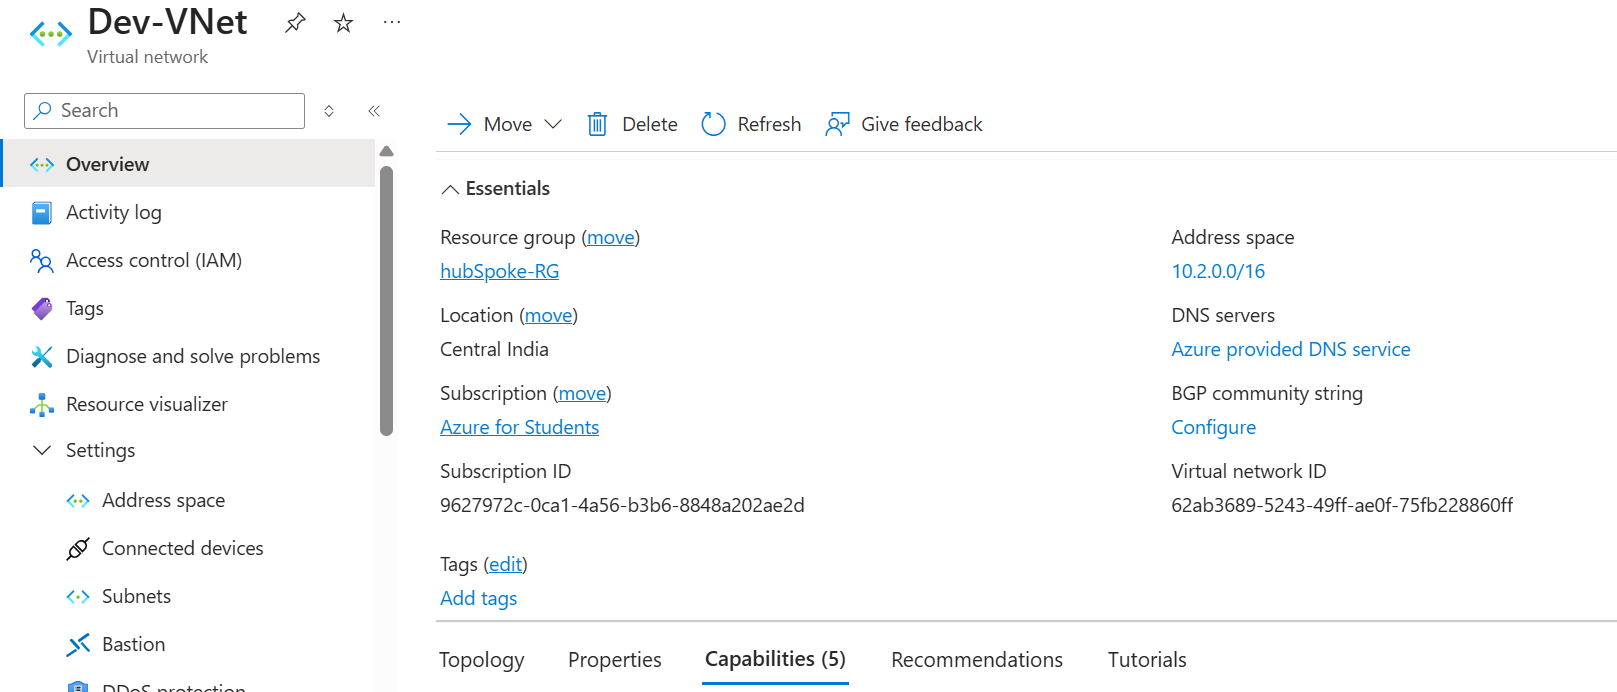 Dev-VNet
Virtual network
Search
Overview
Activity log
Access control (IAM)
Tags
Diagnose and solve problems
Resource visualizer
Settings
Address space
Connected devices
Subnets
Bastion
DDoS protection
Move
Delete
Refresh
Give feedback
Essentials
Resource group (move)
hubSpoke-RG
Location (move)
Central India
Subscription (move)
Azure for Students
Subscription ID
9627972c-0ca1-4a56-b3b6-8848a202ae2d
Tags (edit)
Add tags
Address space
10.2.0.0/16
DNS servers
Azure provided DNS service
BGP community string
Configure
Virtual network ID
62ab3689-5243-49ff-ae0f-75fb228860ff
Topology
Properties
Capabilities (5)
Recommendations
Tutorials